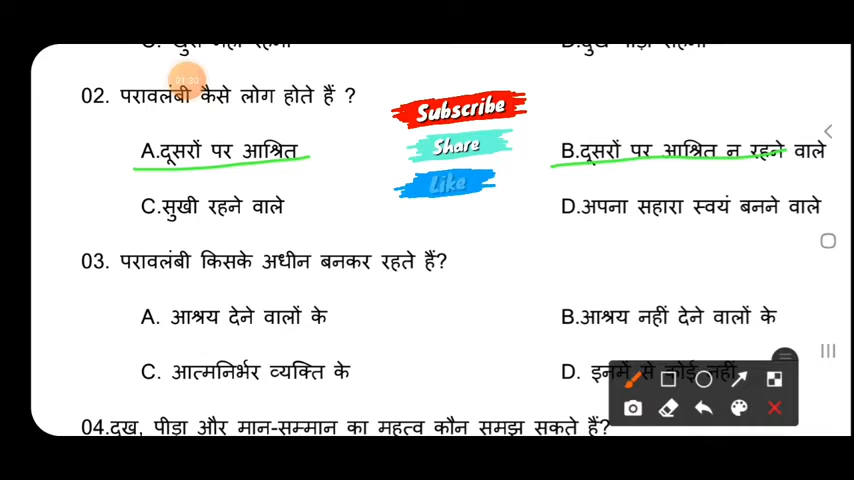 02. परावलंबी कैसे लोग होते हैं ?
A.दूसरों पर आश्रित
B.दूसरों पर आश्रित न रहने वाले
C.सुखी रहने वाले
D.अपना सहारा स्वयं बनने वाले
Subscribe
Share
Like
03. परावलंबी किसके अधीन बनकर रहते हैं?
A. आश्रय देने वालों के
B.आश्रय नहीं देने वालों के
C. आत्मनिर्भर व्यक्ति के
D. इनमें से कोई नहीं
04.दुख, पीड़ा और मान-सम्मान का महत्व कौन समझ सकते हैं?